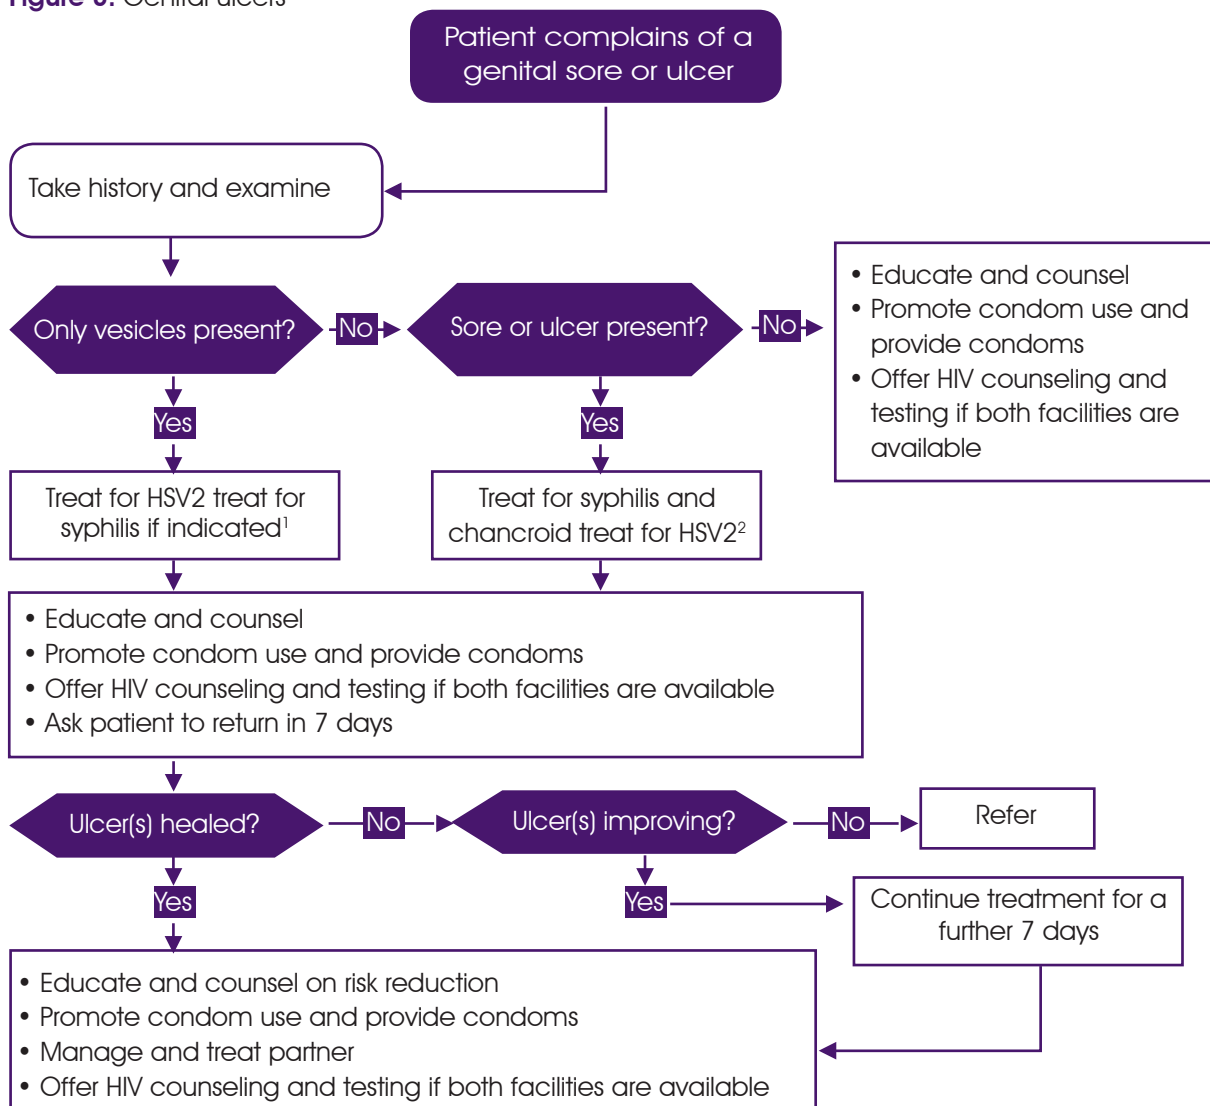 Genital ulcers
Patient complains of a
genital sore or ulcer
Take history and examine
Only vesicles present?
No
Sore or ulcer present?
No
• Educate and counsel
• Promote condom use and
provide condoms
• Offer HIV counseling and
testing if both facilities are
available
Yes
Yes
Treat for HSV2 treat for
syphilis if indicated¹
Treat for syphilis and
chancroid treat for HSV2²
• Educate and counsel
• Promote condom use and provide condoms
• Offer HIV counseling and testing if both facilities are available
• Ask patient to return in 7 days
Ulcer(s) healed?
No
Ulcer(s) improving?
No
Refer
Yes
Yes
Continue treatment for a
further 7 days
• Educate and counsel on risk reduction
• Promote condom use and provide condoms
• Manage and treat partner
• Offer HIV counseling and testing if both facilities are available